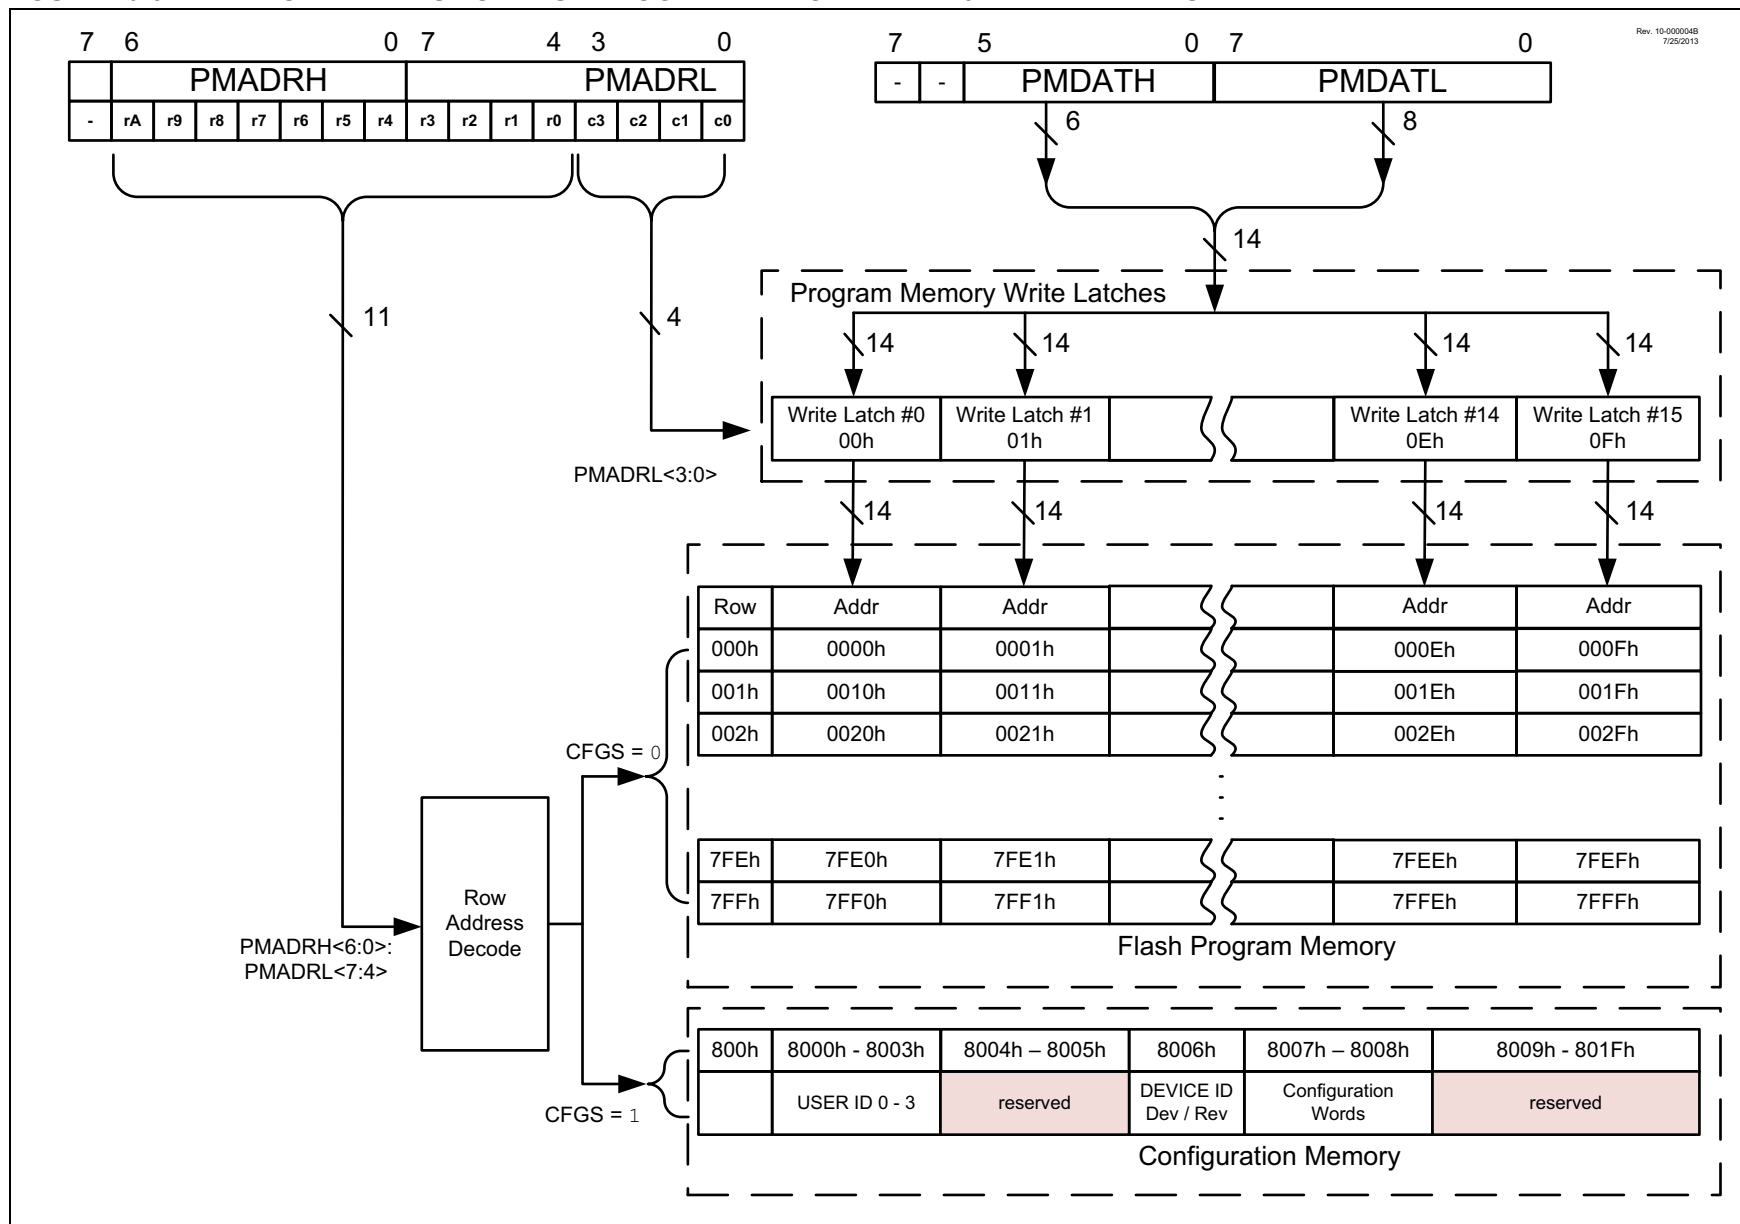 7 6 0 7 4 3 0
PMADRH PMADRL
- rA r9 r8 r7 r6 r5 r4 r3 r2 r1 r0 c3 c2 c1 c0
7 5 0 7 0
- - PMDATH PMDATL
Rev. 10-000004B
7/25/2013
6 8
14
11 4
Program Memory Write Latches
14 14 14 14
Write Latch #0 Write Latch #1 Write Latch #14 Write Latch #15
00h 01h 0Eh 0Fh
PMADRL<3:0>
14 14 14 14
Row Addr Addr Addr Addr
000h 0000h 0001h 000Eh 000Fh
001h 0010h 0011h 001Eh 001Fh
002h 0020h 0021h 002Eh 002Fh
CFGS = 0
7FEh 7FE0h 7FE1h 7FEEh 7FEFh
7FFh 7FF0h 7FF1h 7FFEh 7FFFh
Flash Program Memory
Row
Address
Decode
PMADRH<6:0>:
PMADRL<7:4>
800h 8000h - 8003h 8004h – 8005h 8006h 8007h – 8008h 8009h - 801Fh
USER ID 0 - 3 reserved DEVICE ID Configuration reserved
Dev / Rev Words
CFGS = 1
Configuration Memory